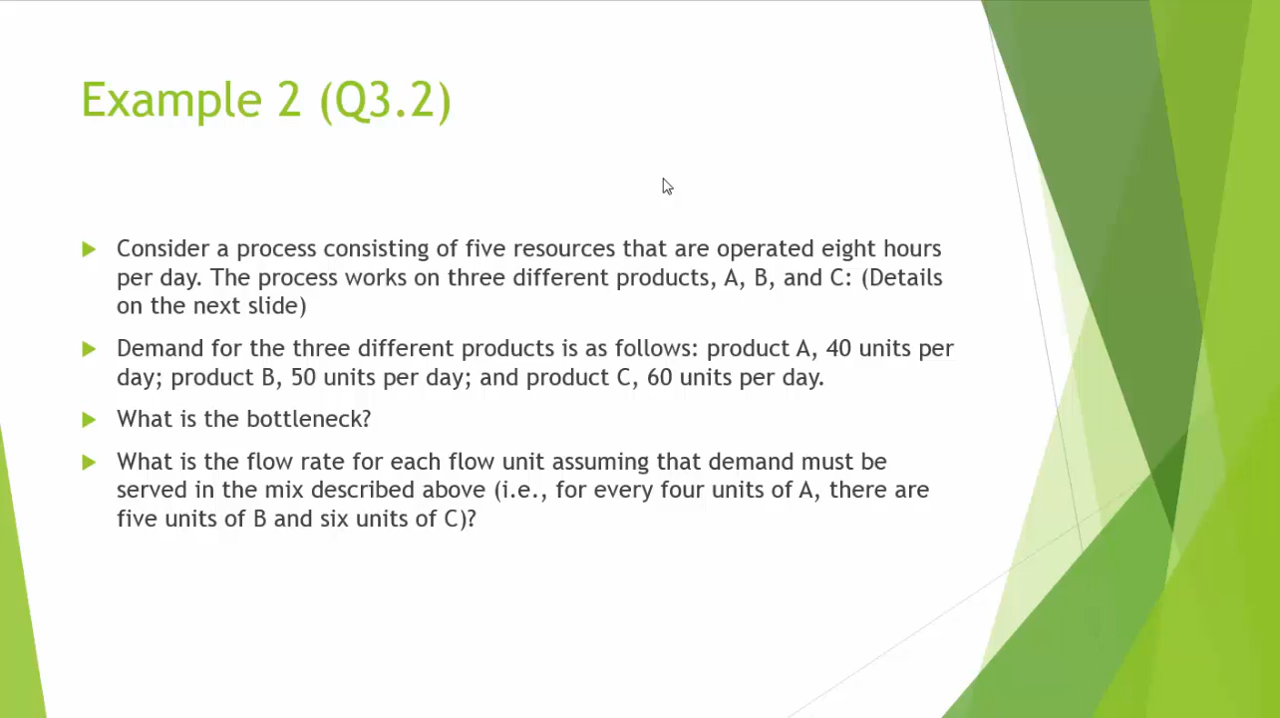 Example 2 (Q3.2)
Consider a process consisting of five resources that are operated eight hours
per day. The process works on three different products, A, B, and C: (Details
on the next slide)
Demand for the three different products is as follows: product A, 40 units per
day; product B, 50 units per day; and product C, 60 units per day.
What is the bottleneck?
What is the flow rate for each flow unit assuming that demand must be
served in the mix described above (i.e., for every four units of A, there are
five units of B and six units of C)?